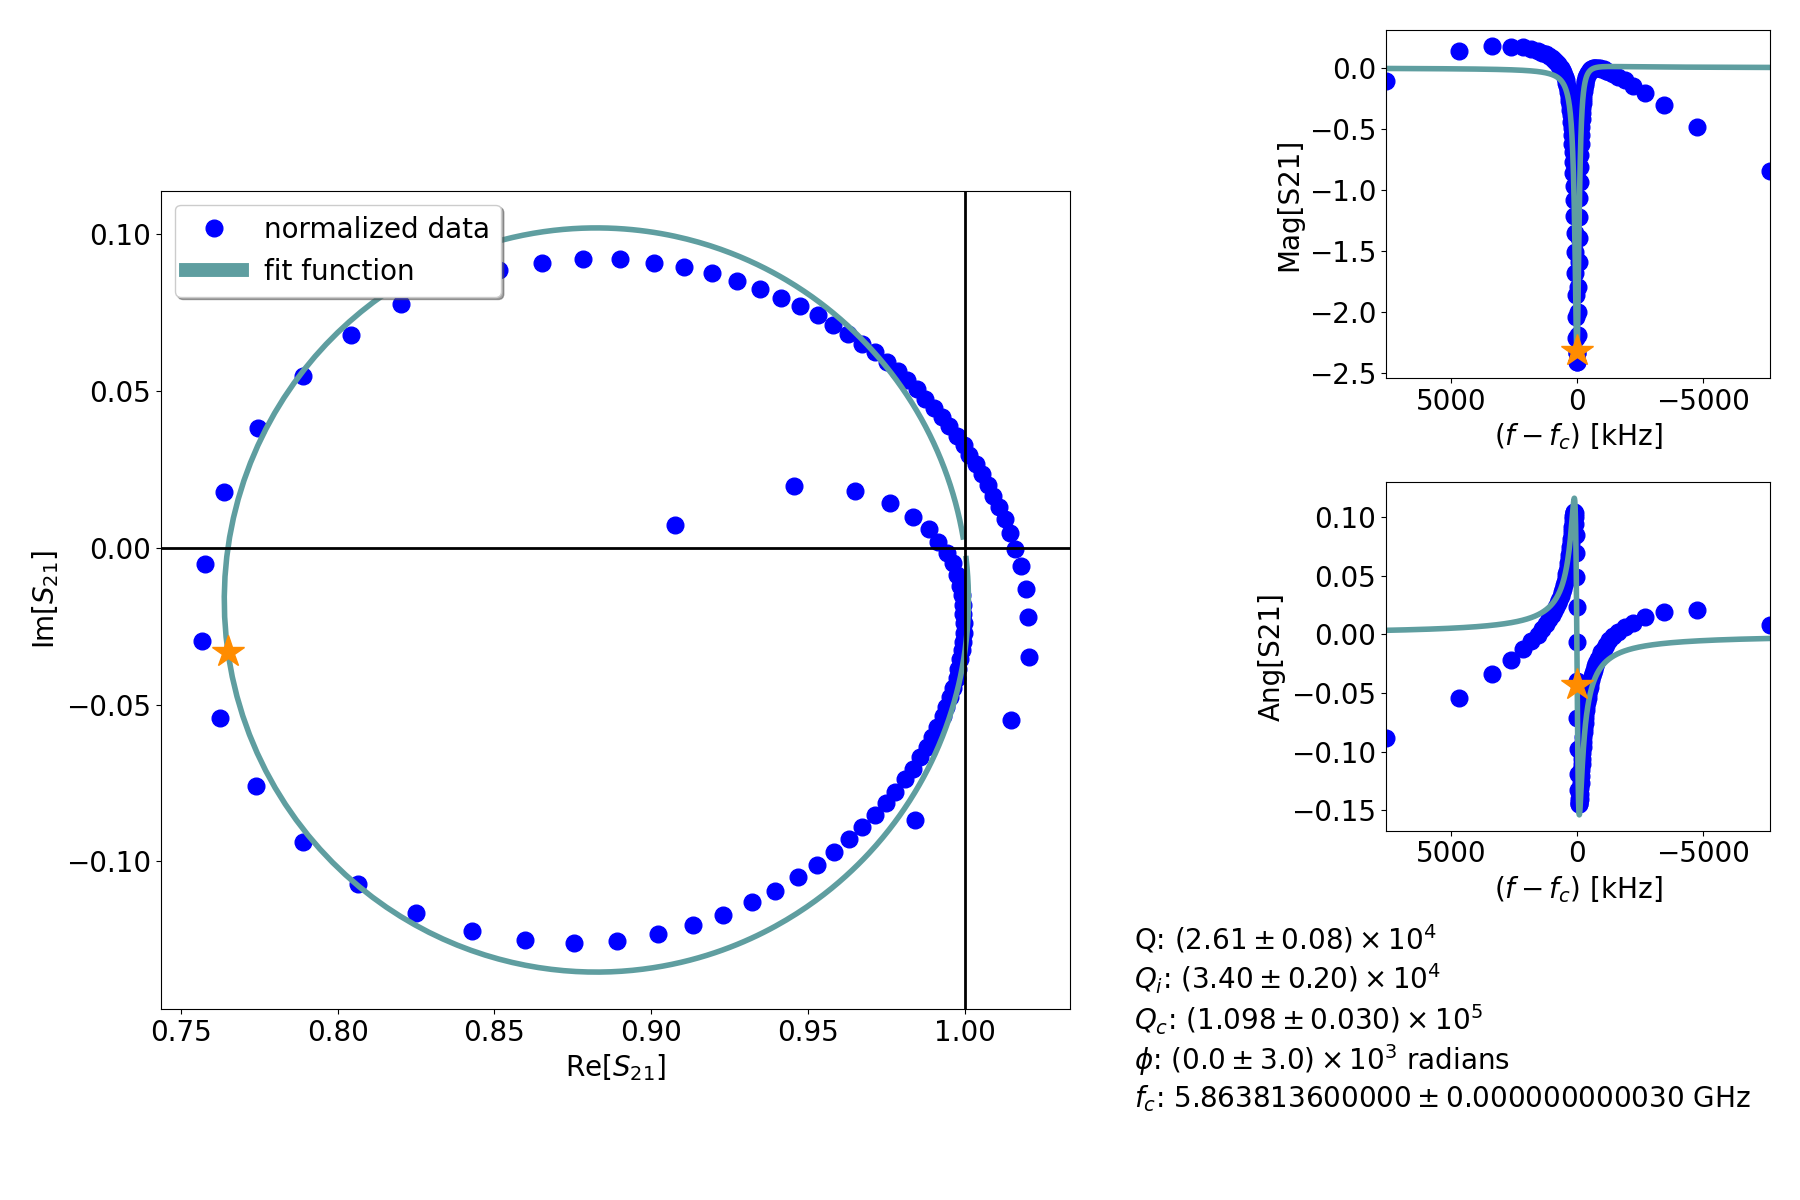 normalized data
fit function
0.10
0.05
0.00
−0.05
−0.10
Im[S21]
0.75 0.80 0.85 0.90 0.95 1.00
Re[S21]
0.0
−0.5
−1.0
−1.5
−2.0
−2.5
Mag[S21]
5000 0 −5000
(f − fc) [kHz]
0.10
0.05
0.00
−0.05
−0.10
−0.15
Ang[S21]
5000 0 −5000
(f − fc) [kHz]
Q: (2.61 ± 0.08) × 10^4
Qi: (3.40 ± 0.20) × 10^4
Qc: (1.098 ± 0.030) × 10^5
ϕ: (0.0 ± 3.0) × 10^3 radians
fc: 5.863813600000 ± 0.000000000030 GHz